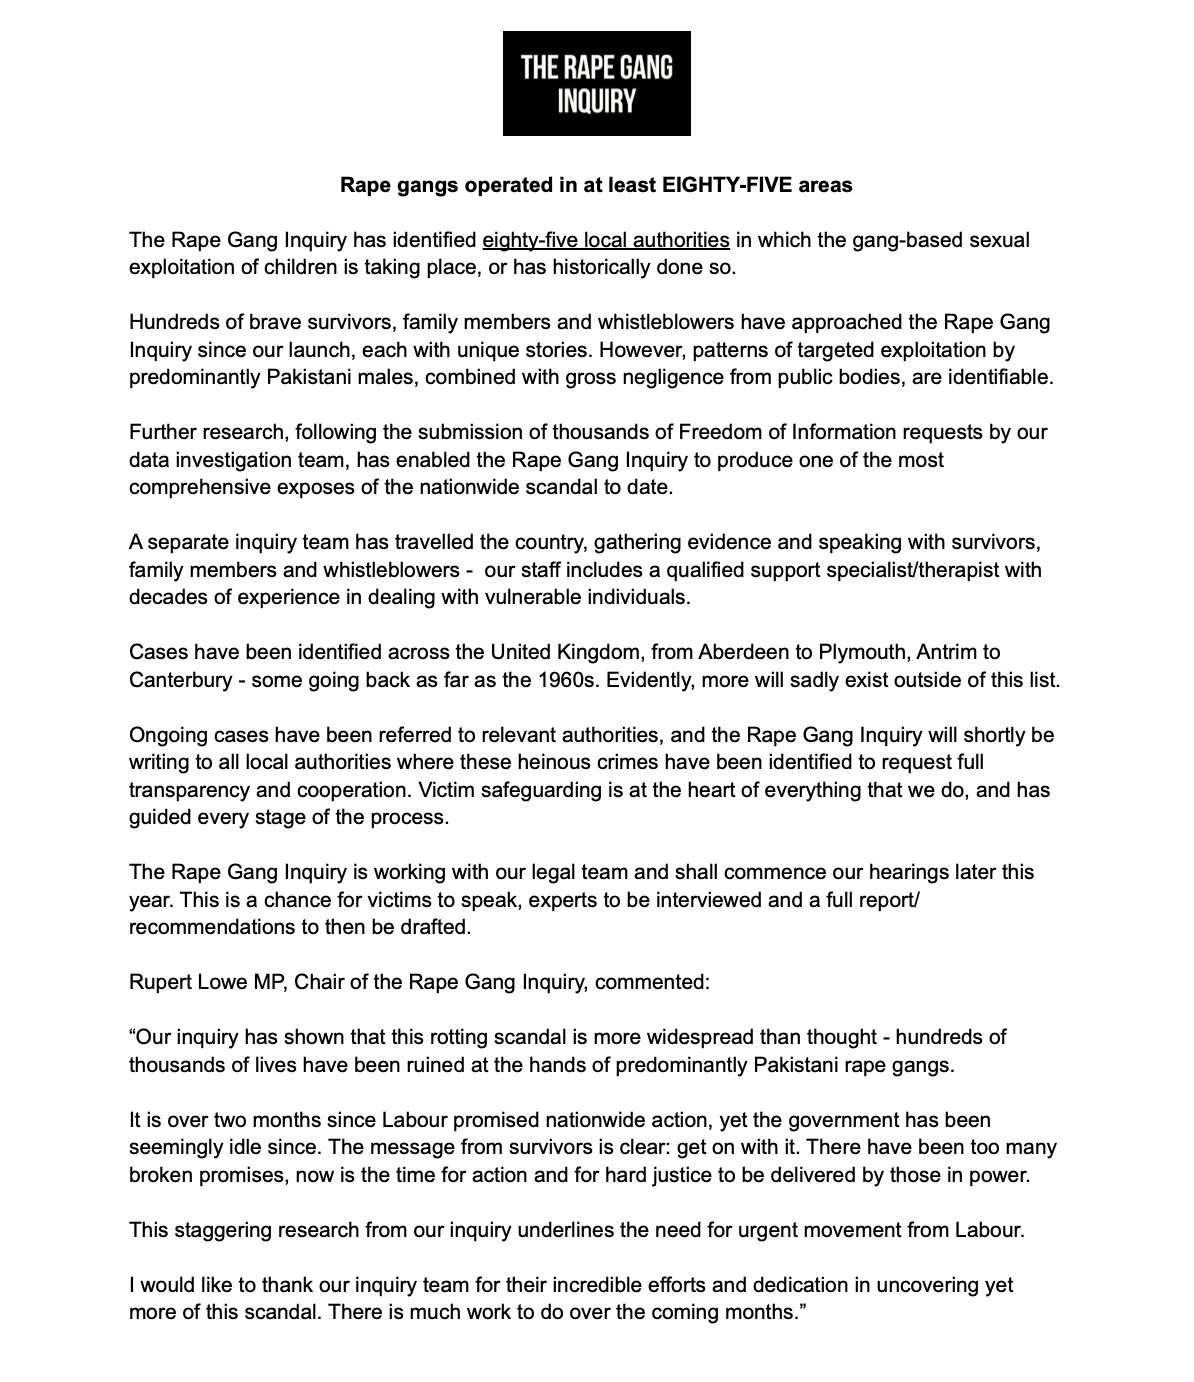 THE RAPE GANG
INQUIRY
Rape gangs operated in at least EIGHTY-FIVE areas
The Rape Gang Inquiry has identified eighty-five local authorities in which the gang-based sexual
exploitation of children is taking place, or has historically done so.
Hundreds of brave survivors, family members and whistleblowers have approached the Rape Gang
Inquiry since our launch, each with unique stories. However, patterns of targeted exploitation by
predominantly Pakistani males, combined with gross negligence from public bodies, are identifiable.
Further research, following the submission of thousands of Freedom of Information requests by our
data investigation team, has enabled the Rape Gang Inquiry to produce one of the most
comprehensive exposes of the nationwide scandal to date.
A separate inquiry team has travelled the country, gathering evidence and speaking with survivors,
family members and whistleblowers -  our staff includes a qualified support specialist/therapist with
decades of experience in dealing with vulnerable individuals.
Cases have been identified across the United Kingdom, from Aberdeen to Plymouth, Antrim to
Canterbury - some going back as far as the 1960s. Evidently, more will sadly exist outside of this list.
Ongoing cases have been referred to relevant authorities, and the Rape Gang Inquiry will shortly be
writing to all local authorities where these heinous crimes have been identified to request full
transparency and cooperation. Victim safeguarding is at the heart of everything that we do, and has
guided every stage of the process.
The Rape Gang Inquiry is working with our legal team and shall commence our hearings later this
year. This is a chance for victims to speak, experts to be interviewed and a full report/
recommendations to then be drafted.
Rupert Lowe MP, Chair of the Rape Gang Inquiry, commented:
“Our inquiry has shown that this rotting scandal is more widespread than thought - hundreds of
thousands of lives have been ruined at the hands of predominantly Pakistani rape gangs.
It is over two months since Labour promised nationwide action, yet the government has been
seemingly idle since. The message from survivors is clear: get on with it. There have been too many
broken promises, now is the time for action and for hard justice to be delivered by those in power.
This staggering research from our inquiry underlines the need for urgent movement from Labour.
I would like to thank our inquiry team for their incredible efforts and dedication in uncovering yet
more of this scandal. There is much work to do over the coming months.”